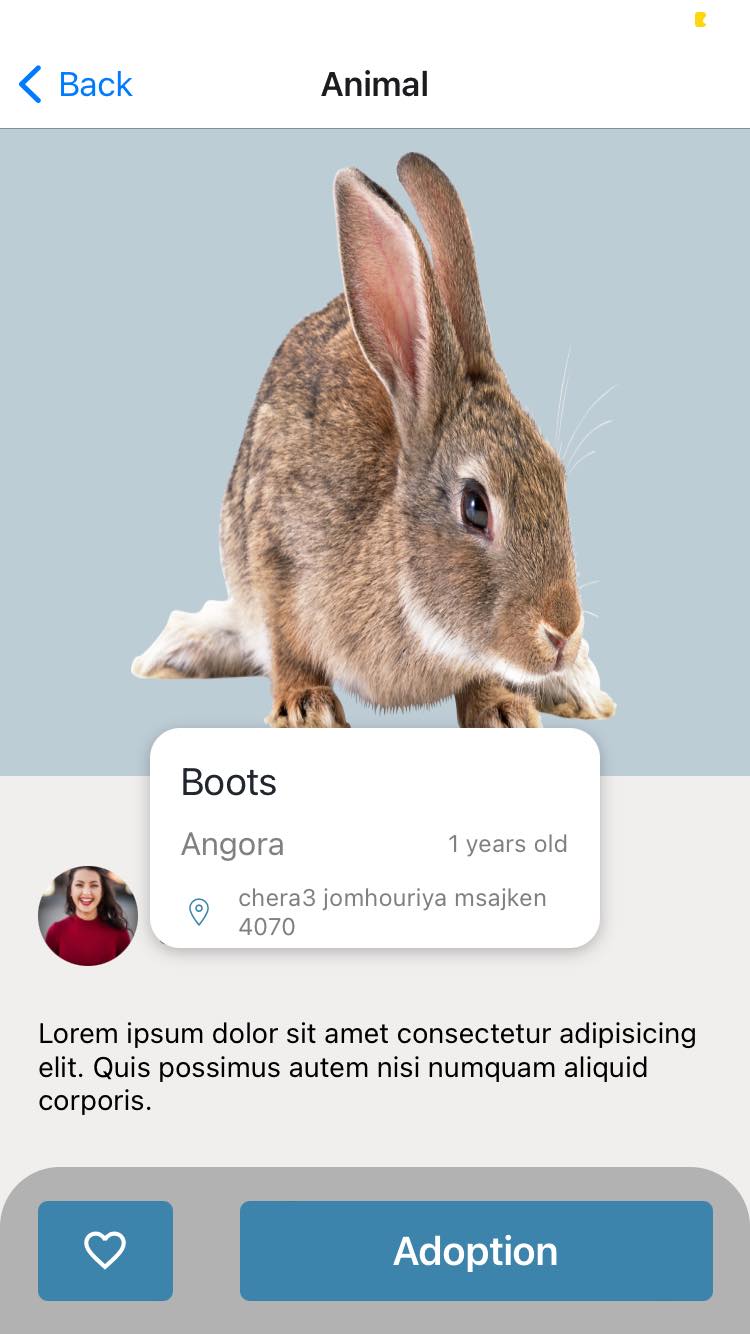 Back
Animal
Boots
Angora
1 years old
chera3 jomhouriya msajken
4070
Lorem ipsum dolor sit amet consectetur adipisicing
elit. Quis possimus autem nisi numquam aliquid
corporis.
Adoption